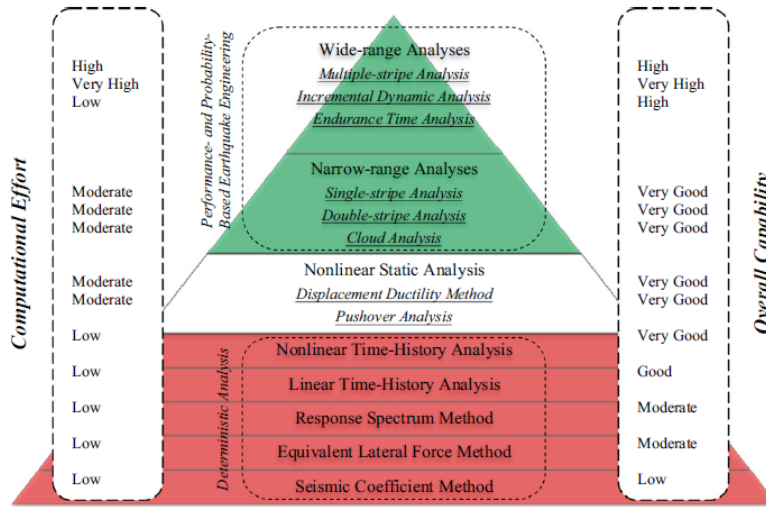 Computational Effort
High
Very High
Low
Moderate
Moderate
Moderate
Moderate
Moderate
Low
Low
Low
Low
Low
Performance- and Probability-
Based Earthquake Engineering
Wide-range Analyses
Multiple-stripe Analysis
Incremental Dynamic Analysis
Endurance Time Analysis
Narrow-range Analyses
Single-stripe Analysis
Double-stripe Analysis
Cloud Analysis
Nonlinear Static Analysis
Displacement Ductility Method
Pushover Analysis
Deterministic Analysis
Nonlinear Time-History Analysis
Linear Time-History Analysis
Response Spectrum Method
Equivalent Lateral Force Method
Seismic Coefficient Method
High
Very High
High
Very Good
Very Good
Very Good
Very Good
Very Good
Very Good
Good
Moderate
Moderate
Low
Overall Capability